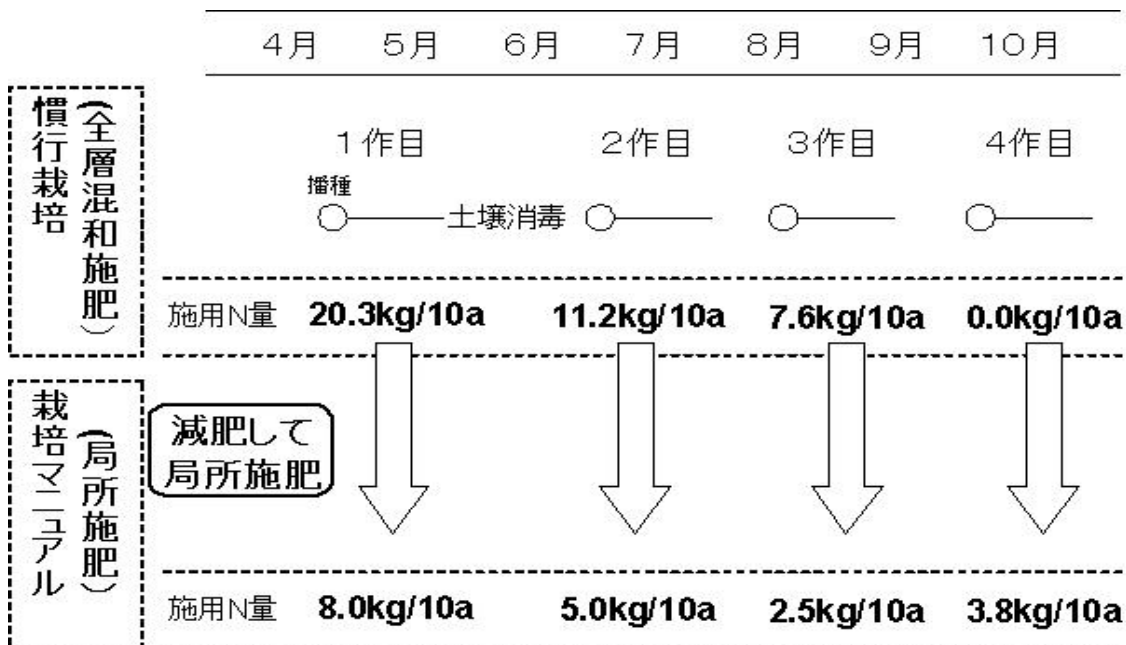 4月 5月 6月 7月 8月 9月 10月
慣行栽培
(全層混和施肥)
1作目 2作目 3作目 4作目
播種
土壌消毒
施用N量 20.3kg/10a 11.2kg/10a 7.6kg/10a 0.0kg/10a
栽培マニュアル
(局所施肥)
減肥して
局所施肥
施用N量 8.0kg/10a 5.0kg/10a 2.5kg/10a 3.8kg/10a